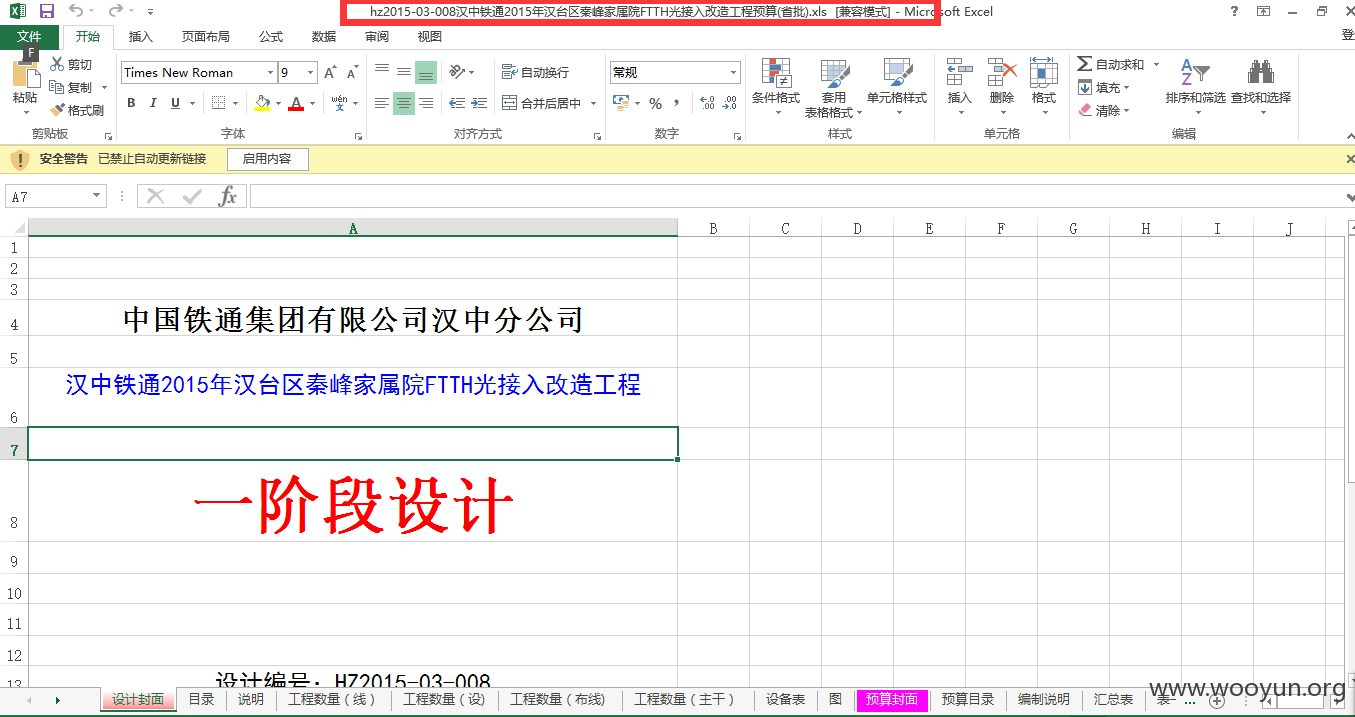 hz2015-03-008汉中铁通2015年汉台区秦峰家属院FTTH光接入改造工程预算(省批).xls [兼容模式] - Microsoft Excel
文件 开始 插入 页面布局 公式 数据 审阅 视图 登
F
粘贴 剪切 复制 格式刷 剪贴板
Times New Roman 9 B I U A wén 文 字体
自动换行 合并后居中 对齐方式
常规 % , 数字
条件格式 套用 表格格式 单元格样式 样式
插入 删除 格式 单元格
自动求和 填充 清除 排序和筛选 查找和选择 编辑
安全警告 已禁止自动更新链接 启用内容
A7 fx
A B C D E F G H I J
1
2
3
4 中国铁通集团有限公司汉中分公司
5
6 汉中铁通2015年汉台区秦峰家属院FTTH光接入改造工程
7
8 一阶段设计
9
10
11
12
13 设计编号：HZ2015-03-008
设计封面 目录 说明 工程数量（线） 工程数量（设） 工程数量（布线） 工程数量（主干） 设备表 图 预算封面 预算目录 编制说明 汇总表 表- ...
www.wooyun.org